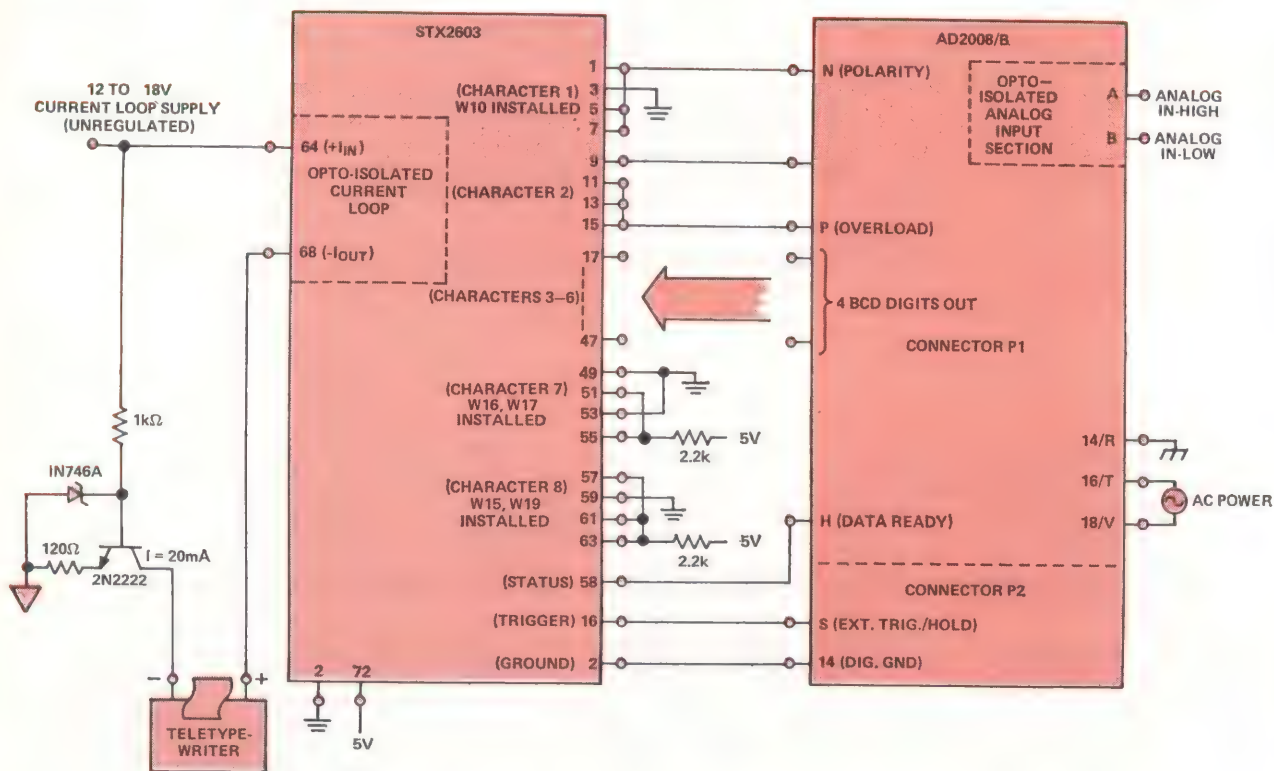 12 TO 18V
CURRENT LOOP SUPPLY
(UNREGULATED)
1kΩ
IN746A
120Ω
I = 20mA
2N2222
-
+
TELETYPE-
WRITER
STX2603
64 (+IIN)
OPTO-ISOLATED
CURRENT
LOOP
68 (-IOUT)
1
(CHARACTER 1)
W10 INSTALLED
3
5
7
9
11
(CHARACTER 2)
13
15
17
(CHARACTERS 3–6)
47
49
(CHARACTER 7)
W16, W17
INSTALLED
51
53
55
5V
2.2k
57
(CHARACTER 8)
W15, W19
INSTALLED
59
61
63
5V
2.2k
(STATUS) 58
(TRIGGER) 16
(GROUND) 2
2
72
5V
AD2008/B
N (POLARITY)
OPTO–
ISOLATED
ANALOG
INPUT
SECTION
A
ANALOG
IN-HIGH
B
ANALOG
IN-LOW
P (OVERLOAD)
4 BCD DIGITS OUT
CONNECTOR P1
14/R
16/T
AC POWER
18/V
H (DATA READY)
CONNECTOR P2
S (EXT. TRIG./HOLD)
14 (DIG. GND)